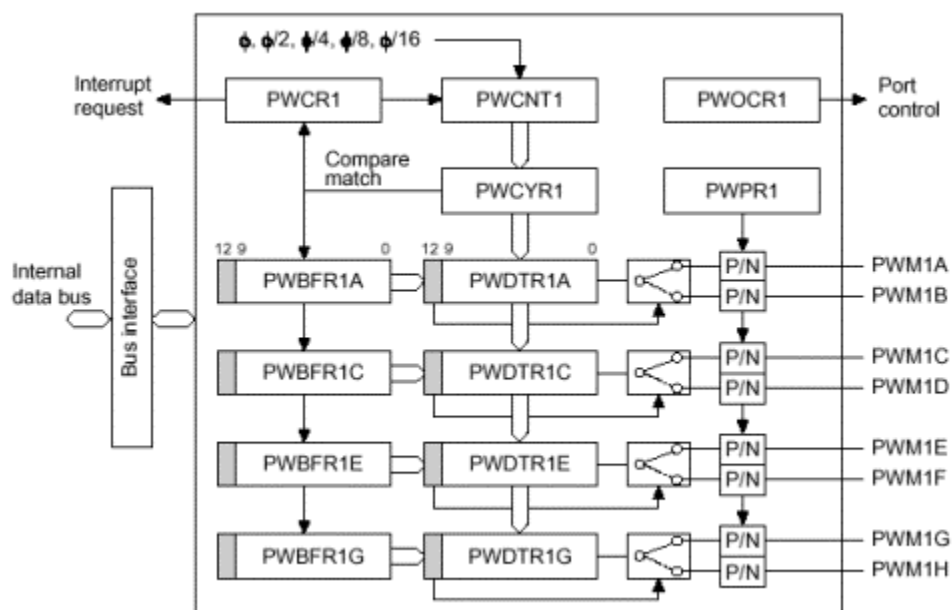 ϕ, ϕ/2, ϕ/4, ϕ/8, ϕ/16
Interrupt
request
PWCR1
PWCNT1
PWOCR1
Port
control
Compare
match
PWCYR1
PWPR1
12 9
0
12 9
0
Internal
data bus
Bus interface
PWBFR1A
PWDTR1A
P/N
PWM1A
P/N
PWM1B
PWBFR1C
PWDTR1C
P/N
PWM1C
P/N
PWM1D
PWBFR1E
PWDTR1E
P/N
PWM1E
P/N
PWM1F
PWBFR1G
PWDTR1G
P/N
PWM1G
P/N
PWM1H